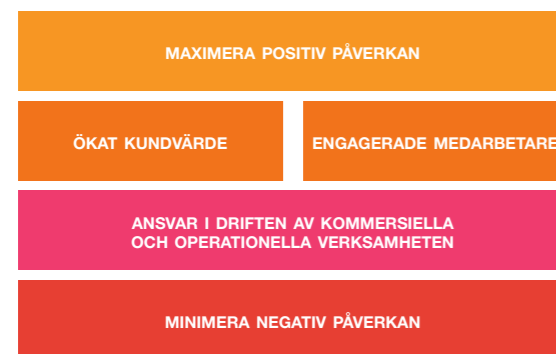 MAXIMERA POSITIV PÅVERKAN
ÖKAT KUNDVÄRDE
ENGAGERADE MEDARBETARE
ANSVAR I DRIFTEN AV KOMMERSIELLA
OCH OPERATIONELLA VERKSAMHETEN
MINIMERA NEGATIV PÅVERKAN